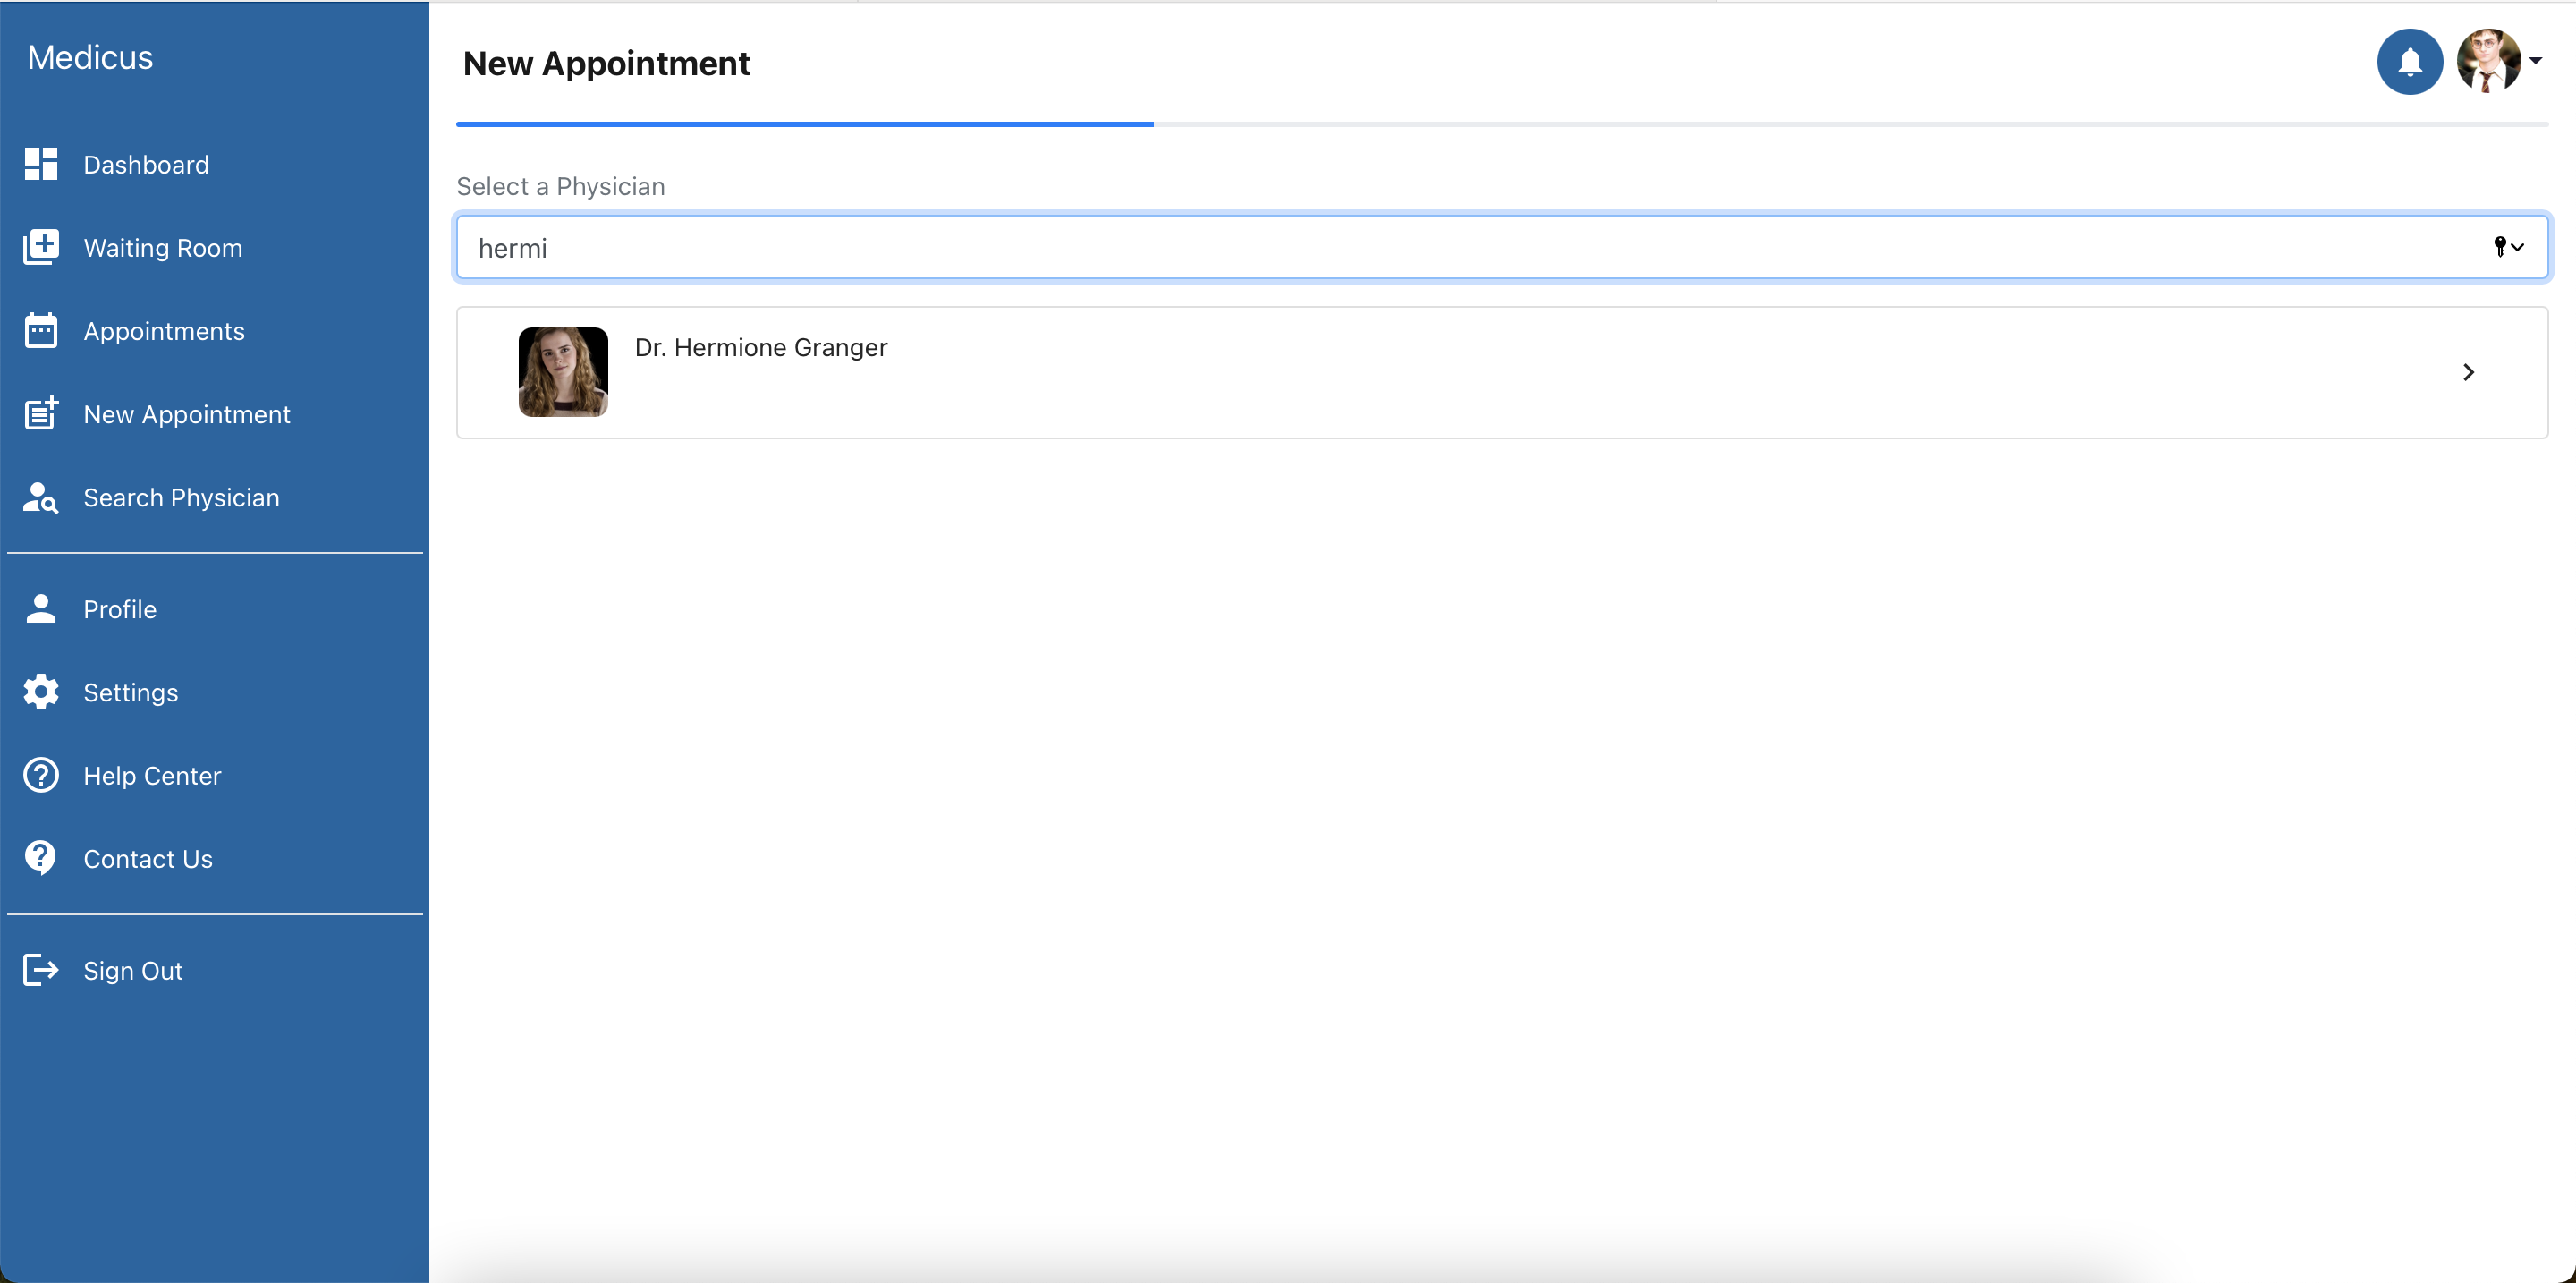 Medicus
Dashboard
Waiting Room
Appointments
New Appointment
Search Physician
Profile
Settings
Help Center
Contact Us
Sign Out
New Appointment
Select a Physician
hermi
Dr. Hermione Granger